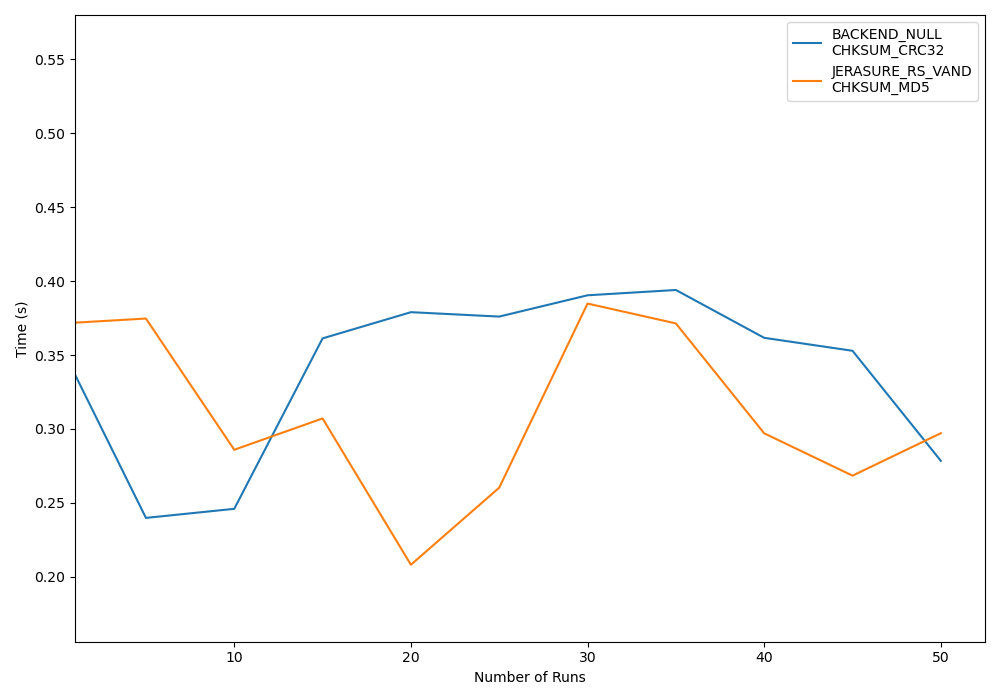 BACKEND_NULL
CHKSUM_CRC32
JERASURE_RS_VAND
CHKSUM_MD5
0.55
0.50
0.45
0.40
0.35
0.30
0.25
0.20
Time (s)
10 20 30 40 50
Number of Runs